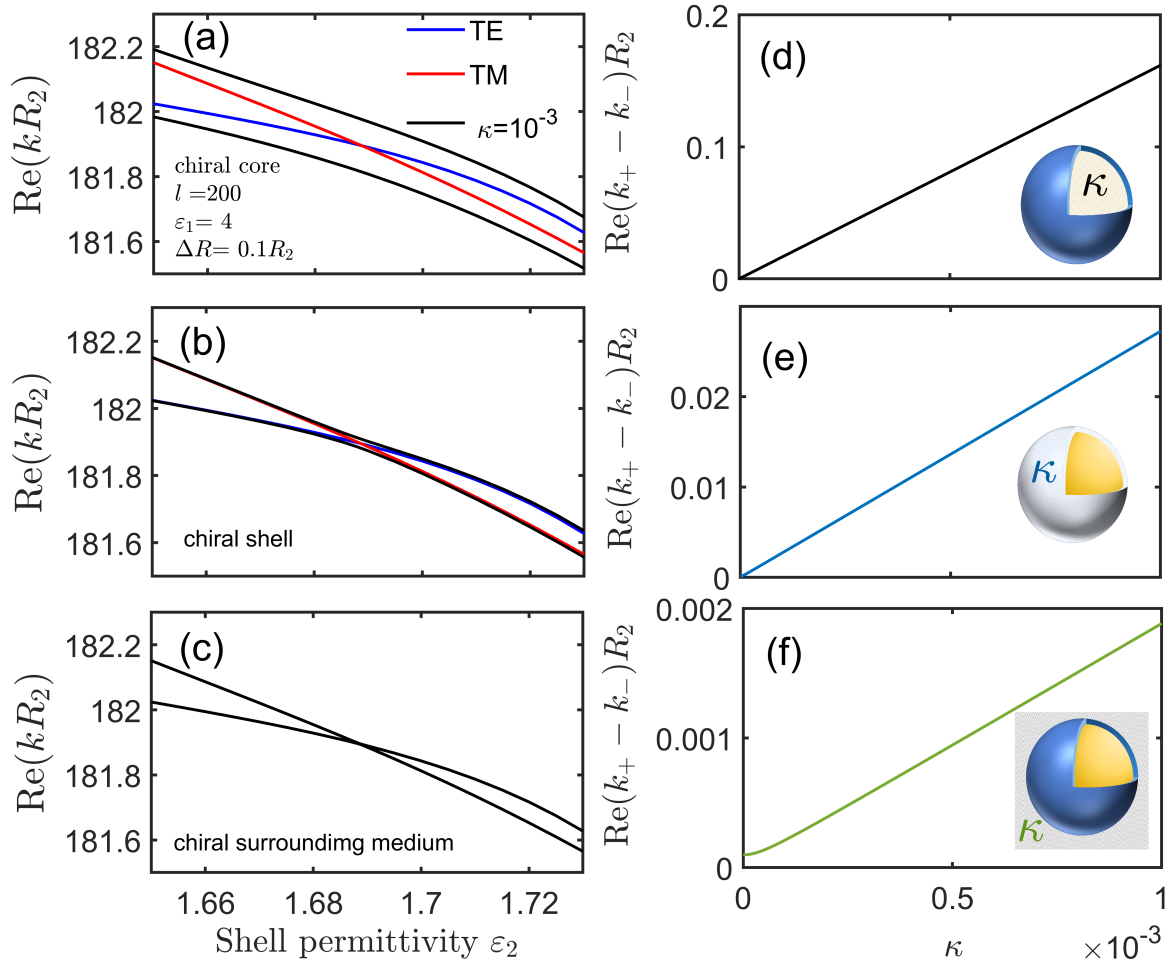 (a)
TE
TM
κ=10⁻³
182.2
182
181.8
181.6
Re(kR₂)
chiral core
l =200
ε₁= 4
ΔR= 0.1R₂
(d)
0.2
0.1
0
Re(k₊ − k₋)R₂
κ
(b)
182.2
182
181.8
181.6
Re(kR₂)
chiral shell
(e)
0.02
0.01
0
Re(k₊ − k₋)R₂
κ
(c)
182.2
182
181.8
181.6
Re(kR₂)
chiral surroundimg medium
1.66
1.68
1.7
1.72
Shell permittivity ε₂
(f)
0.002
0.001
0
Re(k₊ − k₋)R₂
κ
0
0.5
1
κ
×10⁻³